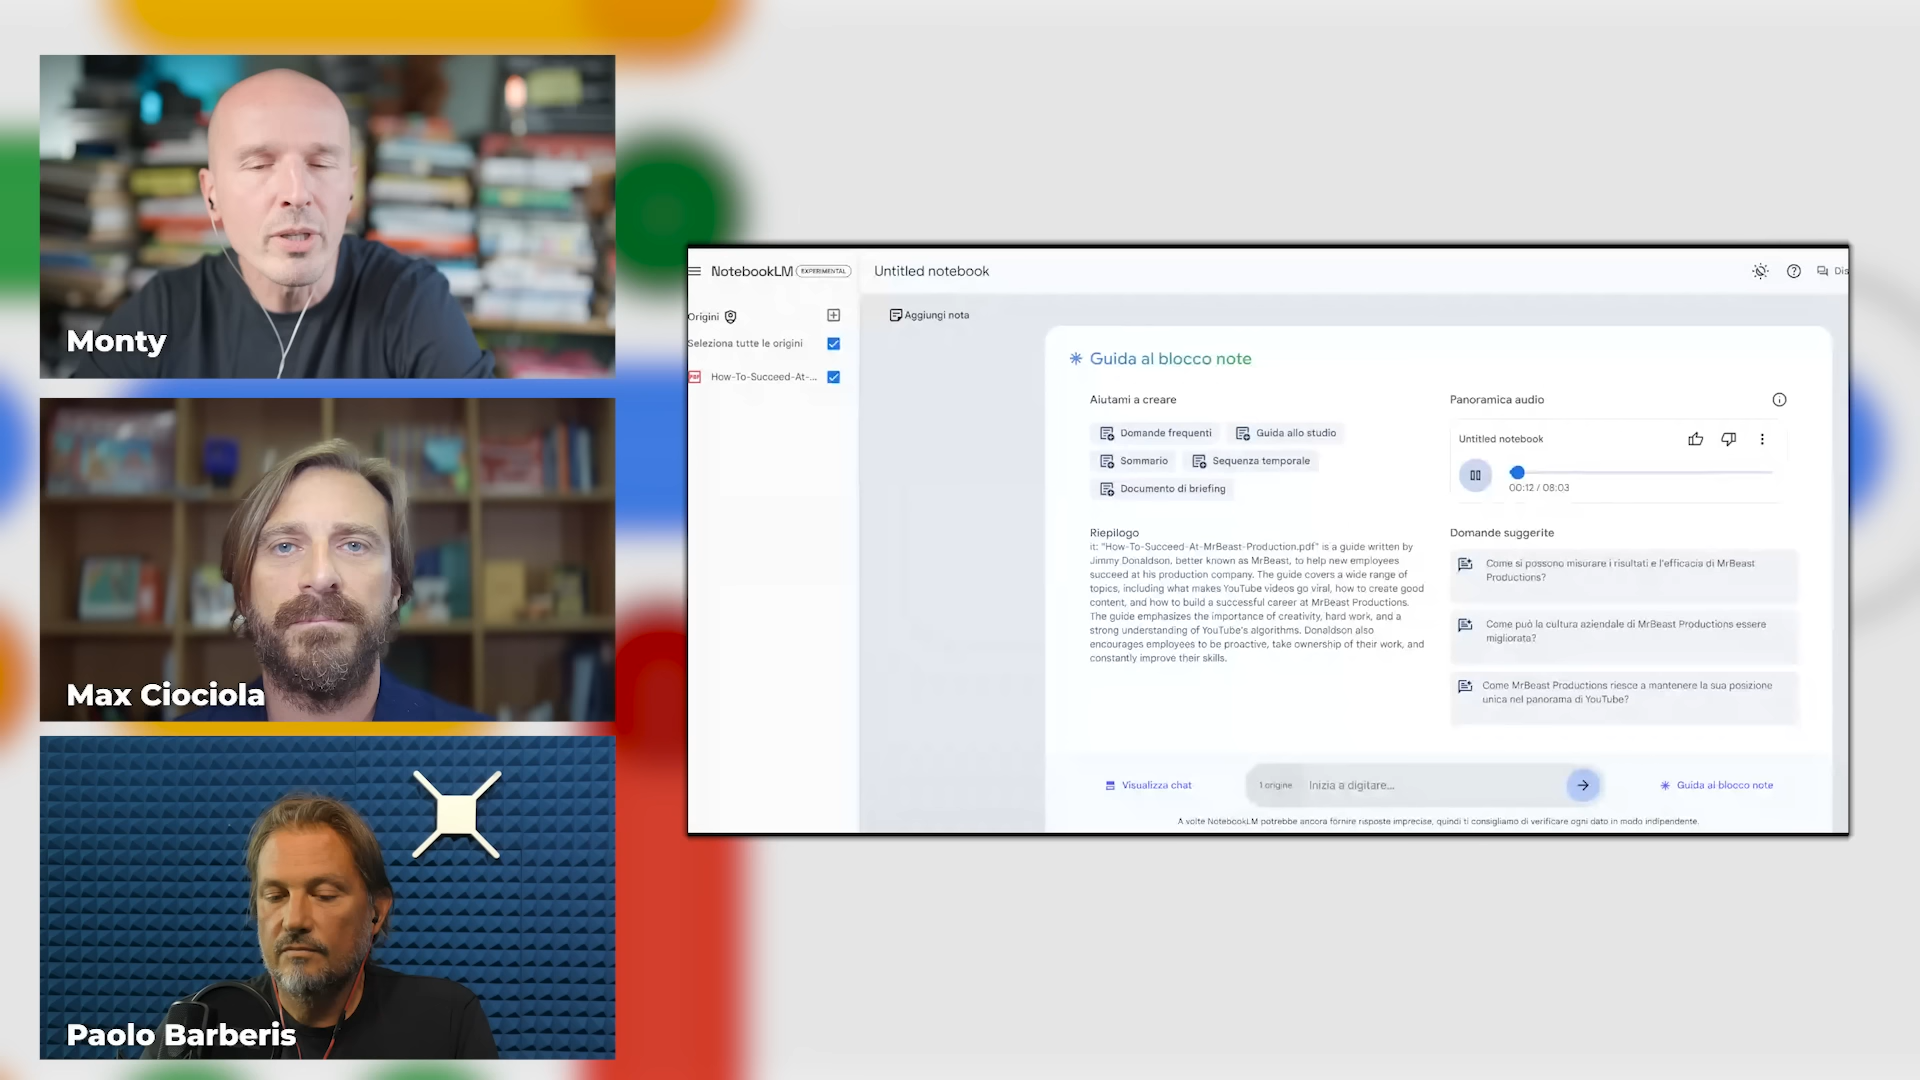 Monty
Max Ciociola
Paolo Barberis
NotebookLM EXPERIMENTAL
Untitled notebook
Dis
Origini
Seleziona tutte le origini
PDF How-To-Succeed-At-...
Aggiungi nota
Guida al blocco note
Aiutami a creare
Domande frequenti
Guida allo studio
Sommario
Sequenza temporale
Documento di briefing
Riepilogo
it: "How-To-Succeed-At-MrBeast-Production.pdf" is a guide written by
Jimmy Donaldson, better known as MrBeast, to help new employees
succeed at his production company. The guide covers a wide range of
topics, including what makes YouTube videos go viral, how to create good
content, and how to build a successful career at MrBeast Productions.
The guide emphasizes the importance of creativity, hard work, and a
strong understanding of YouTube's algorithms. Donaldson also
encourages employees to be proactive, take ownership of their work, and
constantly improve their skills.
Panoramica audio
Untitled notebook
00:12 / 08:03
Domande suggerite
Come si possono misurare i risultati e l'efficacia di MrBeast
Productions?
Come può la cultura aziendale di MrBeast Productions essere
migliorata?
Come MrBeast Productions riesce a mantenere la sua posizione
unica nel panorama di YouTube?
Visualizza chat
1 origine
Inizia a digitare...
Guida al blocco note
A volte NotebookLM potrebbe ancora fornire risposte imprecise, quindi ti consigliamo di verificare ogni dato in modo indipendente.